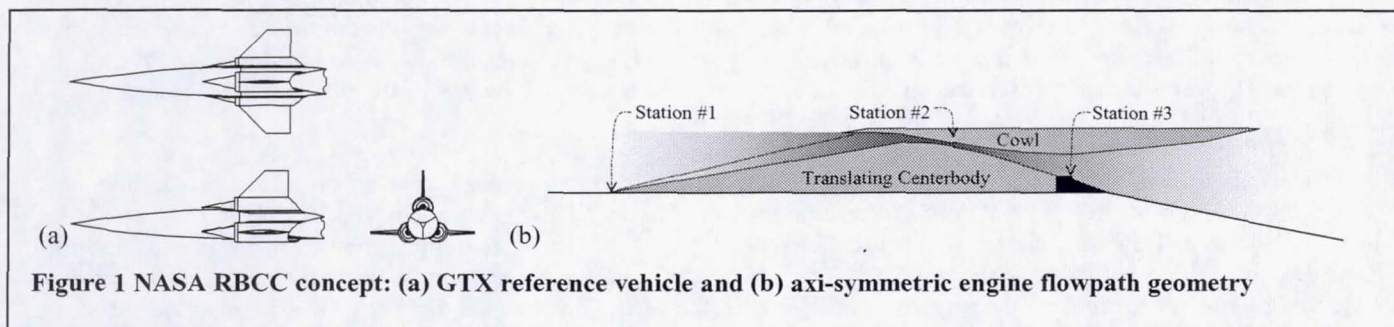 Station #1
Station #2
Station #3
Cowl
Translating Centerbody
(a)
(b)
Figure 1 NASA RBCC concept: (a) GTX reference vehicle and (b) axi-symmetric engine flowpath geometry